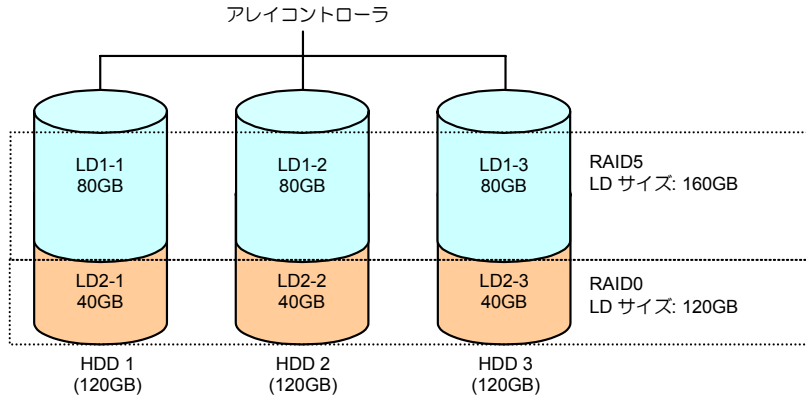 アレイコントローラ
LD1-1
80GB
LD1-2
80GB
LD1-3
80GB
RAID5
LD サイズ: 160GB
LD2-1
40GB
LD2-2
40GB
LD2-3
40GB
RAID0
LD サイズ: 120GB
HDD 1
(120GB)
HDD 2
(120GB)
HDD 3
(120GB)